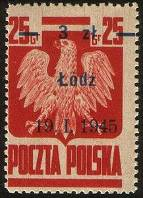 25 Gr 3 zł 25 Gr
Łódź
19. I. 1945
POCZTA POLSKA